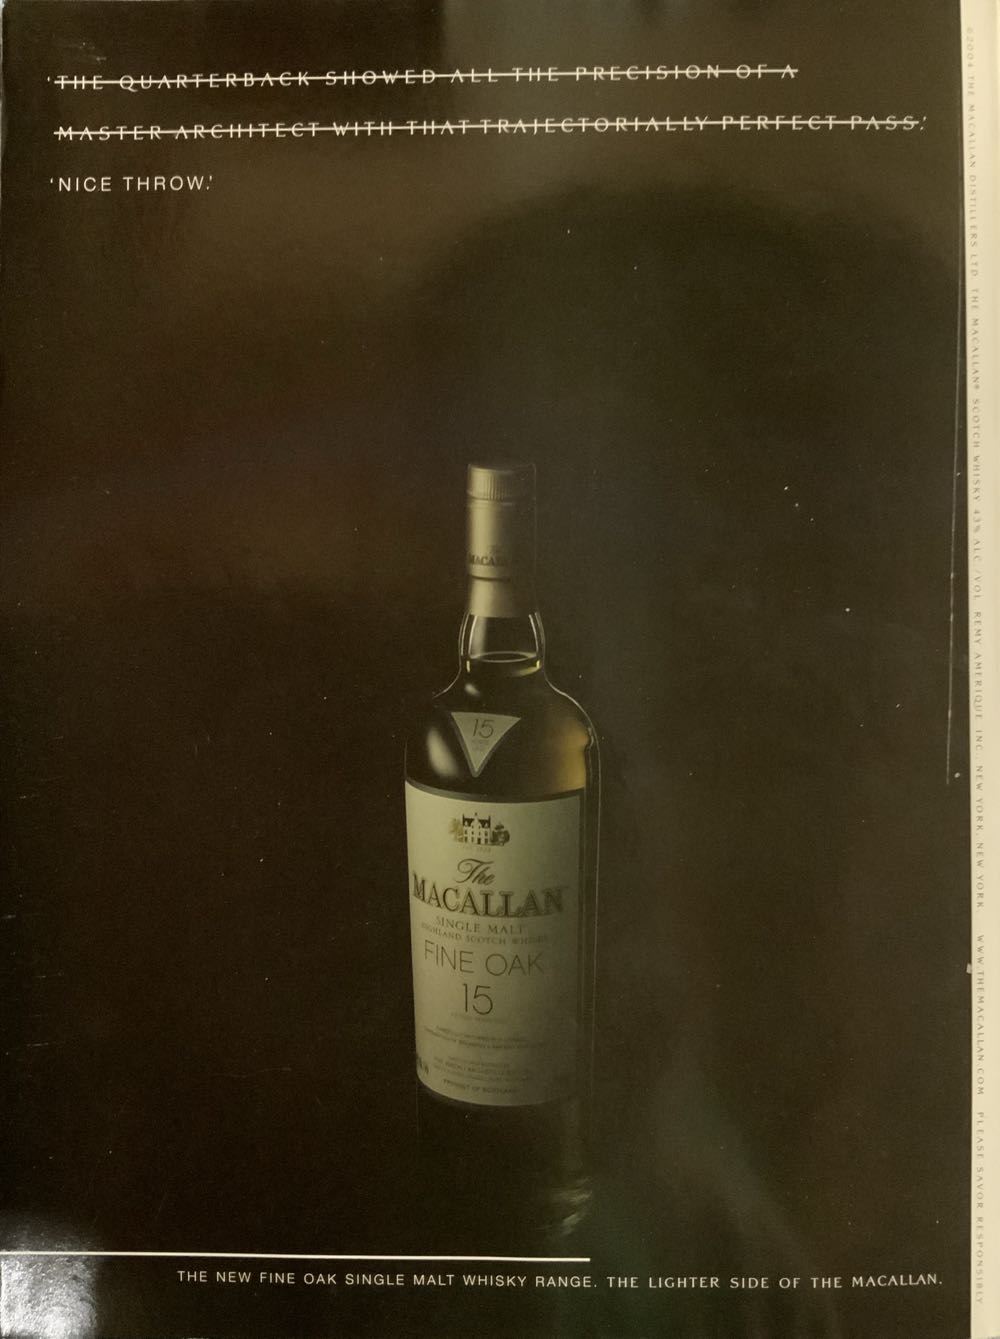 'THE QUARTERBACK SHOWED ALL THE PRECISION OF A
MASTER ARCHITECT WITH THAT TRAJECTORIALLY PERFECT PASS.'
'NICE THROW.'
MACALLAN
15
The
MACALLAN
SINGLE MALT
HIGHLAND SCOTCH WHISKY
FINE OAK
15
PRODUCT OF SCOTLAND
THE NEW FINE OAK SINGLE MALT WHISKY RANGE. THE LIGHTER SIDE OF THE MACALLAN.
©2004 THE MACALLAN DISTILLERS LTD. THE MACALLAN® SCOTCH WHISKY 43% ALC./VOL. REMY AMERIQUE INC., NEW YORK, NEW YORK. WWW.THEMACALLAN.COM PLEASE SAVOR RESPONSIBLY.